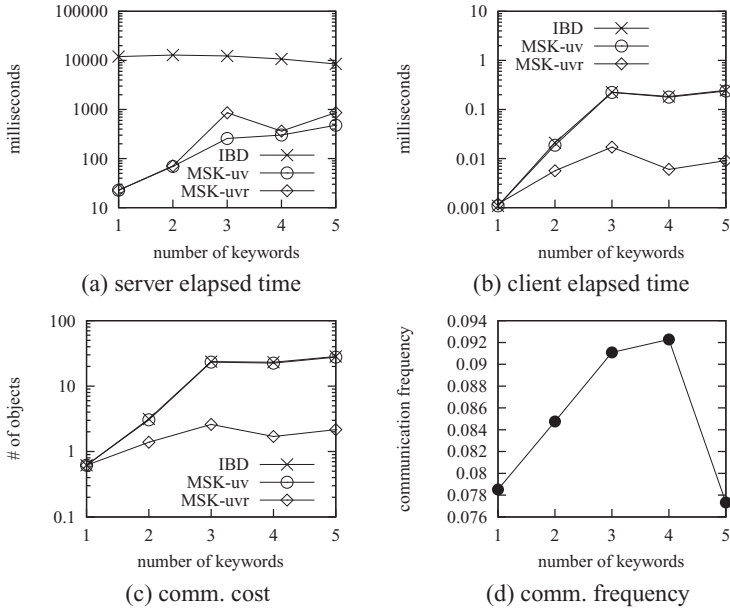 100000
10000
1000
100
10
milliseconds
IBD
MSK-uv
MSK-uvr
1 2 3 4 5
number of keywords
(a) server elapsed time
10
1
0.1
0.01
0.001
milliseconds
IBD
MSK-uv
MSK-uvr
1 2 3 4 5
number of keywords
(b) client elapsed time
100
10
1
0.1
# of objects
IBD
MSK-uv
MSK-uvr
1 2 3 4 5
number of keywords
(c) comm. cost
0.094
0.092
0.09
0.088
0.086
0.084
0.082
0.08
0.078
0.076
communication frequency
1 2 3 4 5
number of keywords
(d) comm. frequency